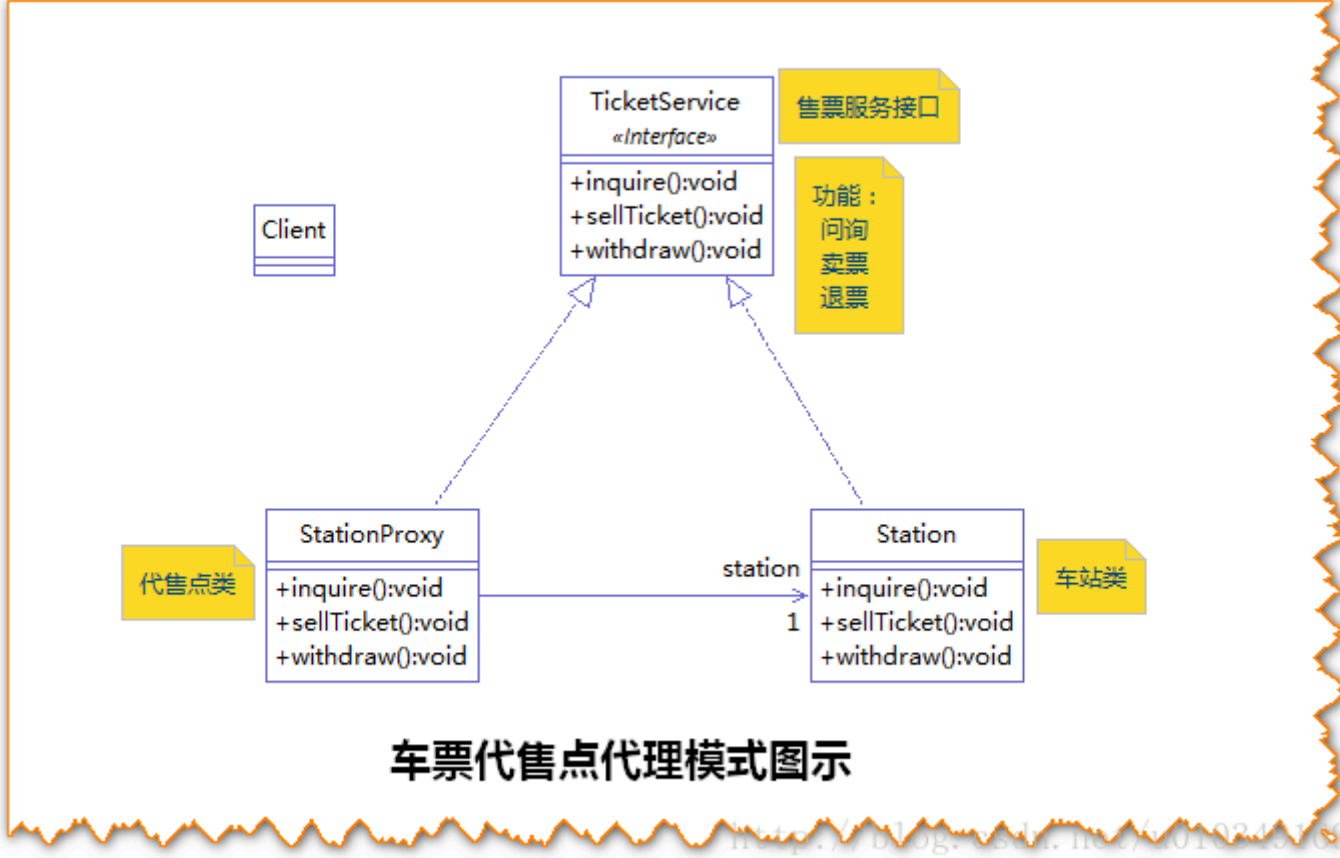 TicketService
«Interface»
+inquire():void
+sellTicket():void
+withdraw():void
售票服务接口
功能：
问询
卖票
退票
Client
StationProxy
+inquire():void
+sellTicket():void
+withdraw():void
代售点类
station
1
Station
+inquire():void
+sellTicket():void
+withdraw():void
车站类
车票代售点代理模式图示